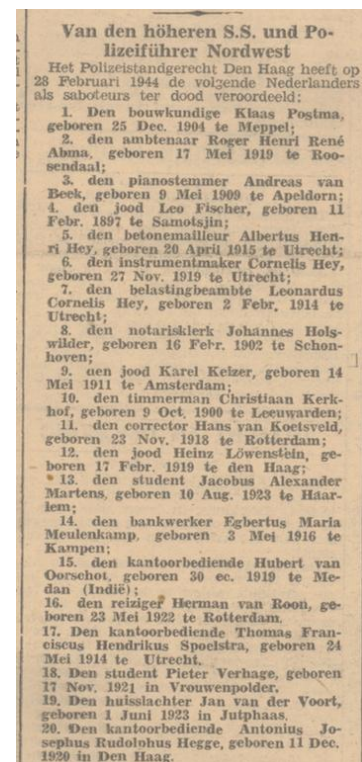 Van den höheren S.S. und Po-
lizeiführer Nordwest
Het Polizeistandgerecht Den Haag heeft op
28 Februari 1944 de volgende Nederlanders
als saboteurs ter dood veroordeeld:
1. Den bouwkundige Klaas Postma,
geboren 25 Dec. 1904 te Meppel;
2. den ambtenaar Roger Henri René
Abma, geboren 17 Mei 1919 te Roo-
sendaal;
3. den pianostemmer Andreas van
Beek, geboren 9 Mei 1909 te Apeldorn;
4. den jood Leo Fischer, geboren 11
Febr. 1897 te Samotsjin;
5. den betonemailleur Albertus Hen-
ri Hey, geboren 20 April 1915 te Utrecht;
6. den instrumentmaker Cornelis Hey,
geboren 27 Nov. 1919 te Utrecht;
7. den belastingbeambte Leonardus
Cornelis Hey, geboren 2 Febr. 1914 te
Utrecht;
8. den notarisklerk Johannes Hols-
wilder, geboren 16 Febr. 1902 te Schon-
hoven;
9. den jood Karel Keizer, geboren 14
Mei 1911 te Amsterdam;
10. den timmerman Christiaan Kerk-
hof, geboren 9 Oct. 1900 te Leeuwarden;
11. den corrector Hans van Koetsveld,
geboren 23 Nov. 1918 te Rotterdam;
12. den jood Heinz Löwenstein, ge-
boren 17 Febr. 1919 te den Haag;
13. den student Jacobus Alexander
Martens, geboren 10 Aug. 1923 te Haar-
lem;
14. den bankwerker Egbertus Maria
Meulenkamp, geboren 3 Mei 1916 te
Kampen;
15. den kantoorbediende Hubert van
Oorschot, geboren 30 ec. 1919 te Me-
dan (Indië);
16. den reiziger Herman van Roon, ge-
boren 23 Mei 1922 te Rotterdam.
17. Den kantoorbediende Thomas Fran-
ciscus Hendrikus Spoelstra, geboren 24
Mei 1914 te Utrecht.
18. Den student Pieter Verhage, geboren
17 Nov. 1921 in Vrouwenpolder.
19. Den huisslachter Jan van der Voort,
geboren 1 Juni 1923 in Jutphaas.
20. Den kantoorbediende Antonius Jo-
sephus Rudolohus Hegge, geboren 11 Dec.
1920 in Den Haag.